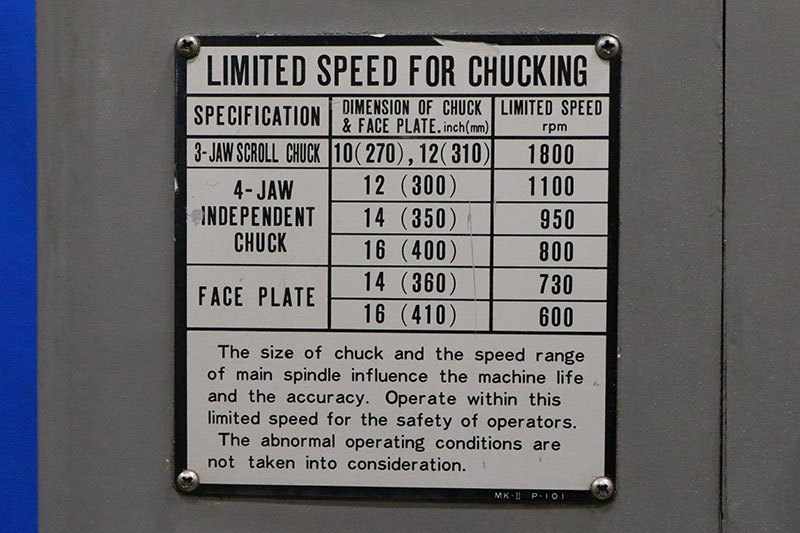 LIMITED SPEED FOR CHUCKING
SPECIFICATION
DIMENSION OF CHUCK
& FACE PLATE. inch(mm)
LIMITED SPEED
rpm
3-JAW SCROLL CHUCK 10(270), 12(310) 1800
4-JAW
INDEPENDENT
CHUCK
12 (300) 1100
14 (350) 950
16 (400) 800
FACE PLATE
14 (360) 730
16 (410) 600
The size of chuck and the speed range
of main spindle influence the machine life
and the accuracy. Operate within this
limited speed for the safety of operators.
The abnormal operating conditions are
not taken into consideration.
MK-II P-101